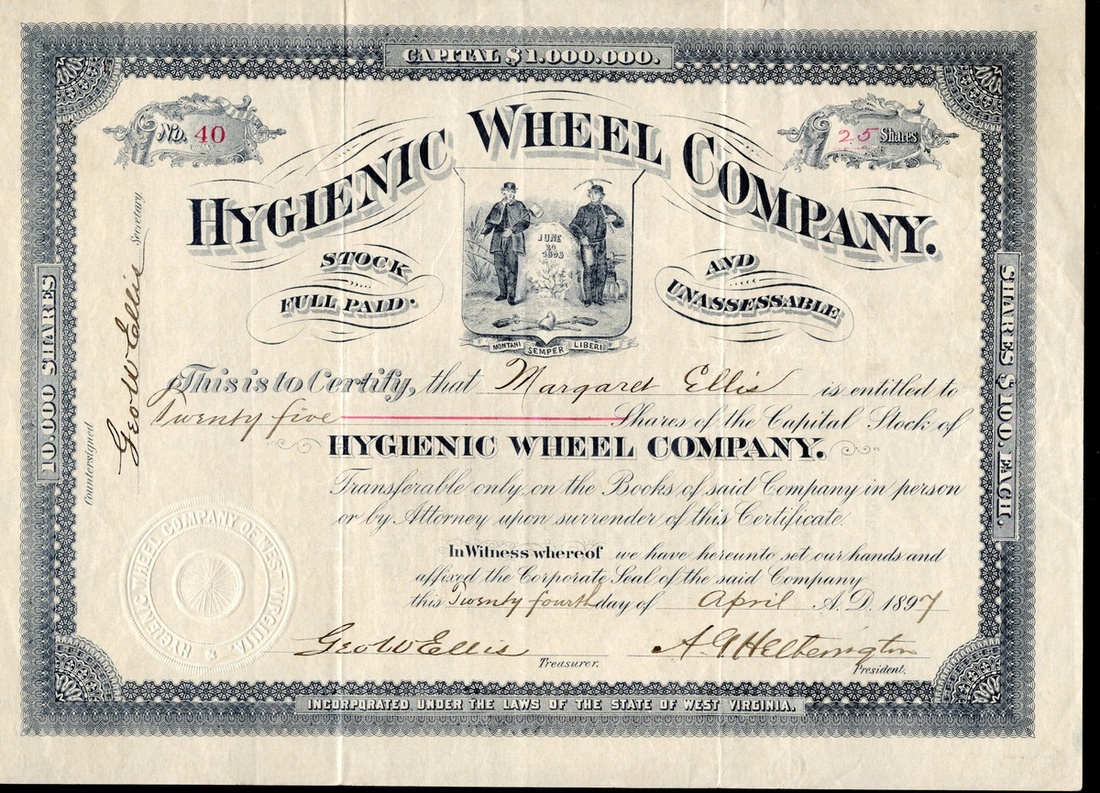 CAPITAL $1.000.000.
No. 40
25 Shares
HYGIENIC WHEEL COMPANY.
STOCK
AND
FULL PAID.
UNASSESSABLE
JUNE
20
1863
MONTANI SEMPER LIBERI
10.000 SHARES
SHARES $100. EACH.
Countersigned Geo W Ellis Secretary
This is to Certify, that Margaret Ellis is entitled to
Twenty five Shares of the Capital Stock of
HYGIENIC WHEEL COMPANY.
Transferable only, on the Books of said Company in person
or by Attorney upon surrender of this Certificate.
In Witness whereof we have hereunto set our hands and
affixed the Corporate Seal of the said Company
this Twenty fourth day of April A.D. 1897
HYGIENIC WHEEL COMPANY OF WEST VIRGINIA.
Geo W Ellis
Treasurer.
A G Hetherington
President.
INCORPORATED UNDER THE LAWS OF THE STATE OF WEST VIRGINIA.